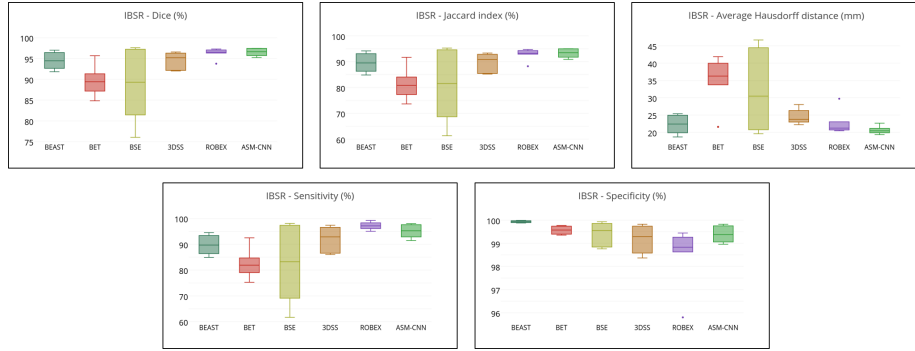 IBSR - Dice (%)
100
95
90
85
80
75
BEAST BET BSE 3DSS ROBEX ASM-CNN
IBSR - Jaccard index (%)
100
90
80
70
60
BEAST BET BSE 3DSS ROBEX ASM-CNN
IBSR - Average Hausdorff distance (mm)
45
40
35
30
25
20
BEAST BET BSE 3DSS ROBEX ASM-CNN
IBSR - Sensitivity (%)
100
90
80
70
60
BEAST BET BSE 3DSS ROBEX ASM-CNN
IBSR - Specificity (%)
100
99
98
96
96
BEAST BET BSE 3DSS ROBEX ASM-CNN